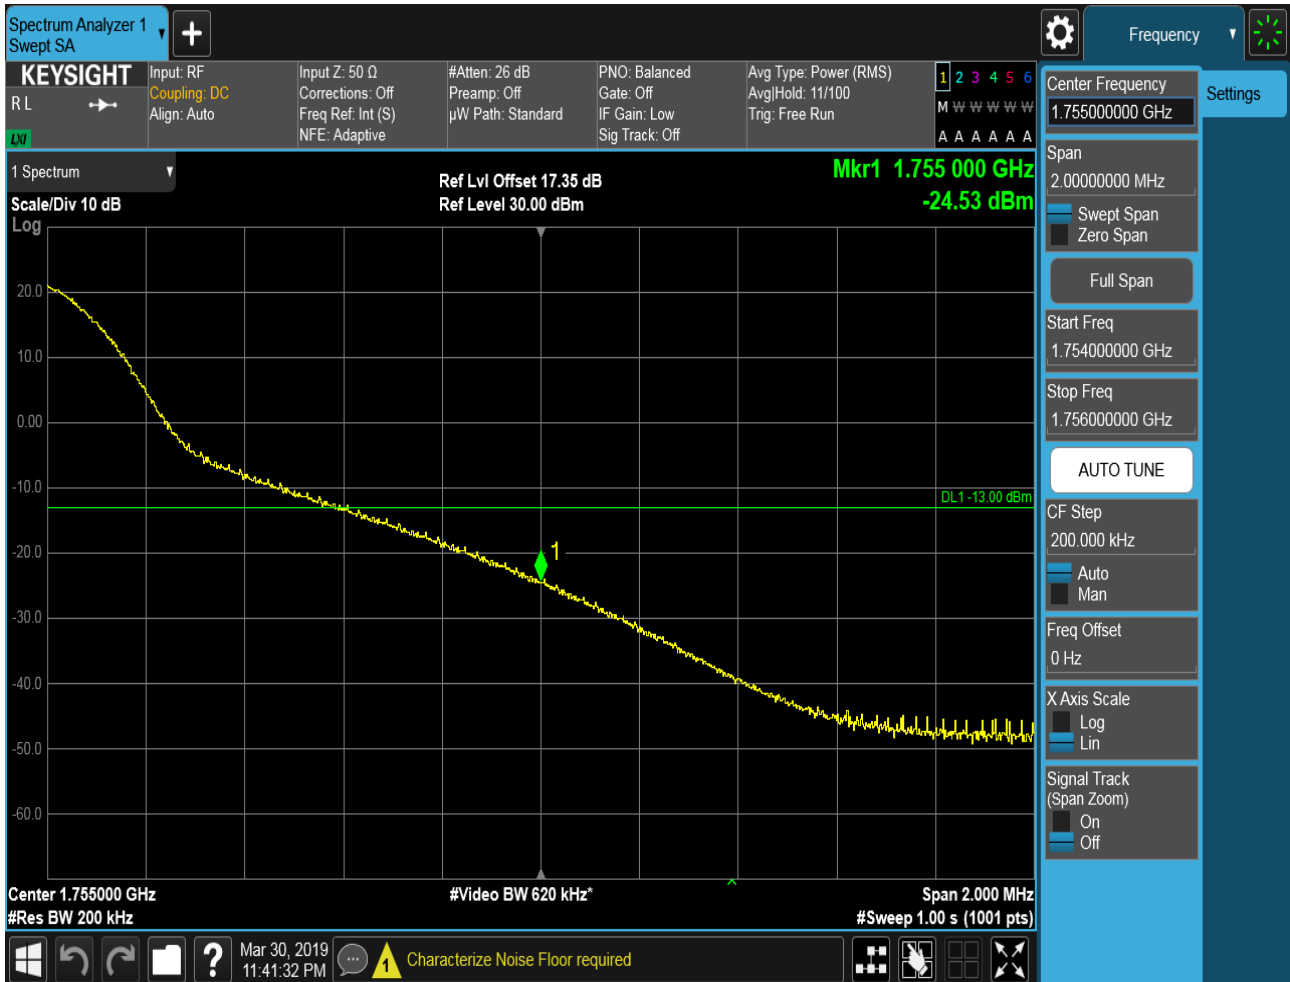 Spectrum Analyzer 1
Swept SA
Frequency
KEYSIGHT
R L
LXI
Input: RF
Coupling: DC
Align: Auto
Input Z: 50 Ω
Corrections: Off
Freq Ref: Int (S)
NFE: Adaptive
#Atten: 26 dB
Preamp: Off
µW Path: Standard
PNO: Balanced
Gate: Off
IF Gain: Low
Sig Track: Off
Avg Type: Power (RMS)
Avg|Hold: 11/100
Trig: Free Run
1 2 3 4 5 6
M W W W W W
A A A A A A
1 Spectrum
Scale/Div 10 dB
Log
Ref Lvl Offset 17.35 dB
Ref Level 30.00 dBm
Mkr1 1.755 000 GHz
-24.53 dBm
20.0
10.0
0.00
-10.0
-20.0
-30.0
-40.0
-50.0
-60.0
DL1 -13.00 dBm
1
Center 1.755000 GHz
#Res BW 200 kHz
#Video BW 620 kHz*
Span 2.000 MHz
#Sweep 1.00 s (1001 pts)
Mar 30, 2019
11:41:32 PM
1
Characterize Noise Floor required
Center Frequency
1.755000000 GHz
Settings
Span
2.00000000 MHz
Swept Span
Zero Span
Full Span
Start Freq
1.754000000 GHz
Stop Freq
1.756000000 GHz
AUTO TUNE
CF Step
200.000 kHz
Auto
Man
Freq Offset
0 Hz
X Axis Scale
Log
Lin
Signal Track
(Span Zoom)
On
Off